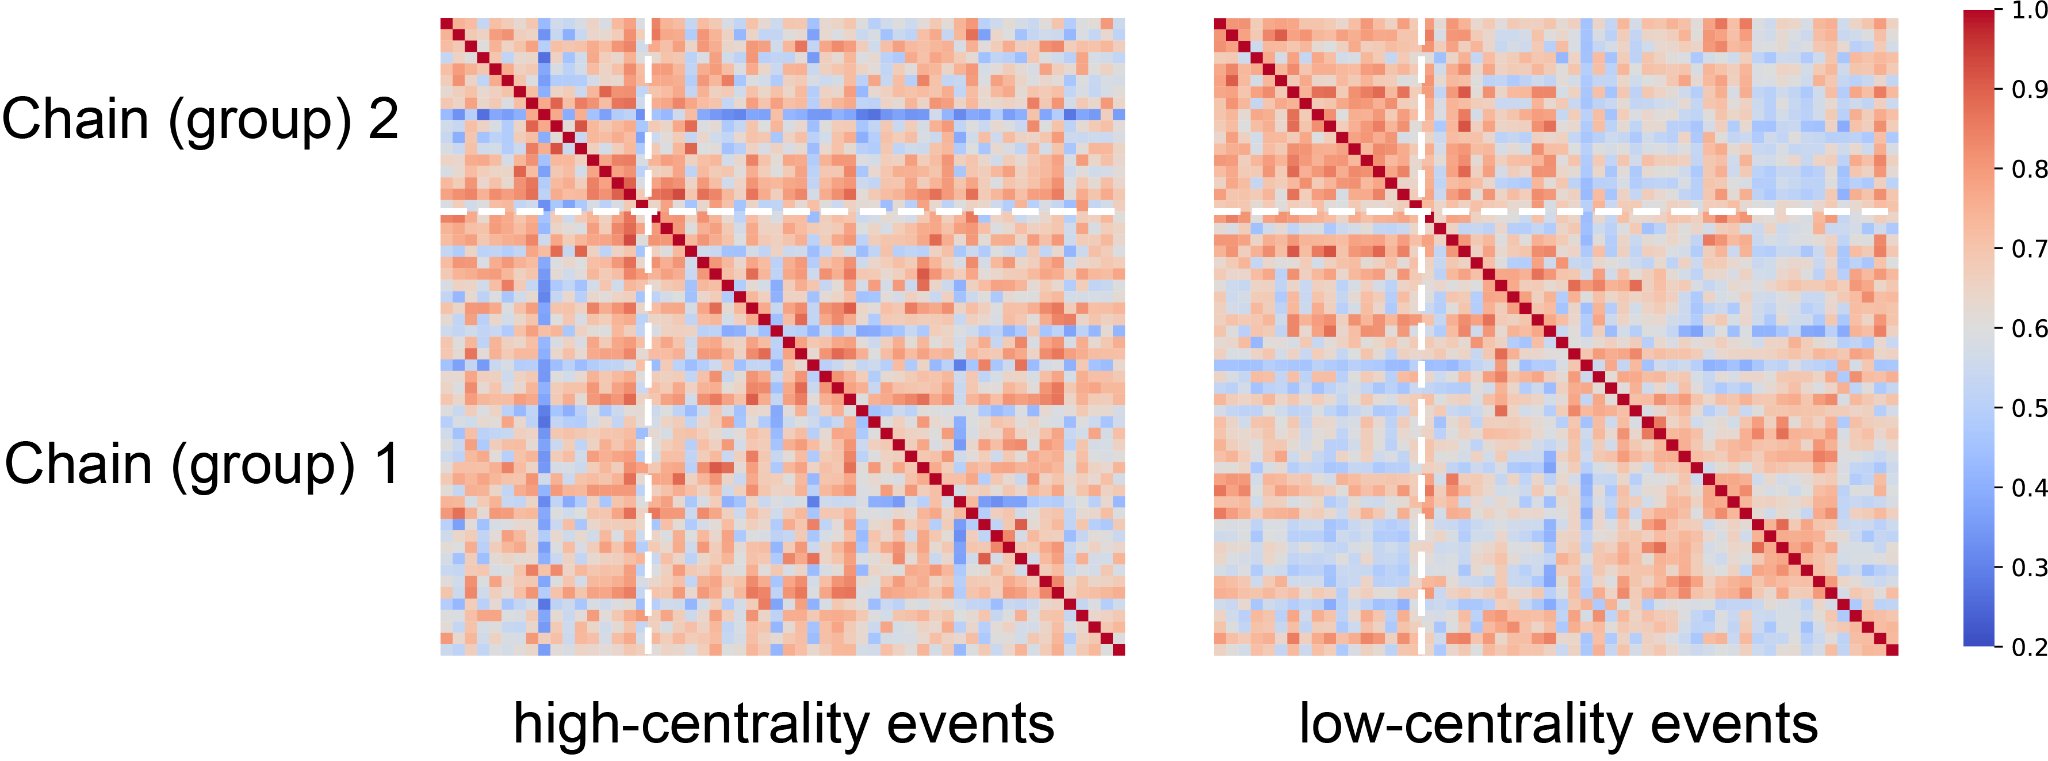 Chain (group) 2
Chain (group) 1
high-centrality events
low-centrality events
1.0
0.9
0.8
0.7
0.6
0.5
0.4
0.3
0.2